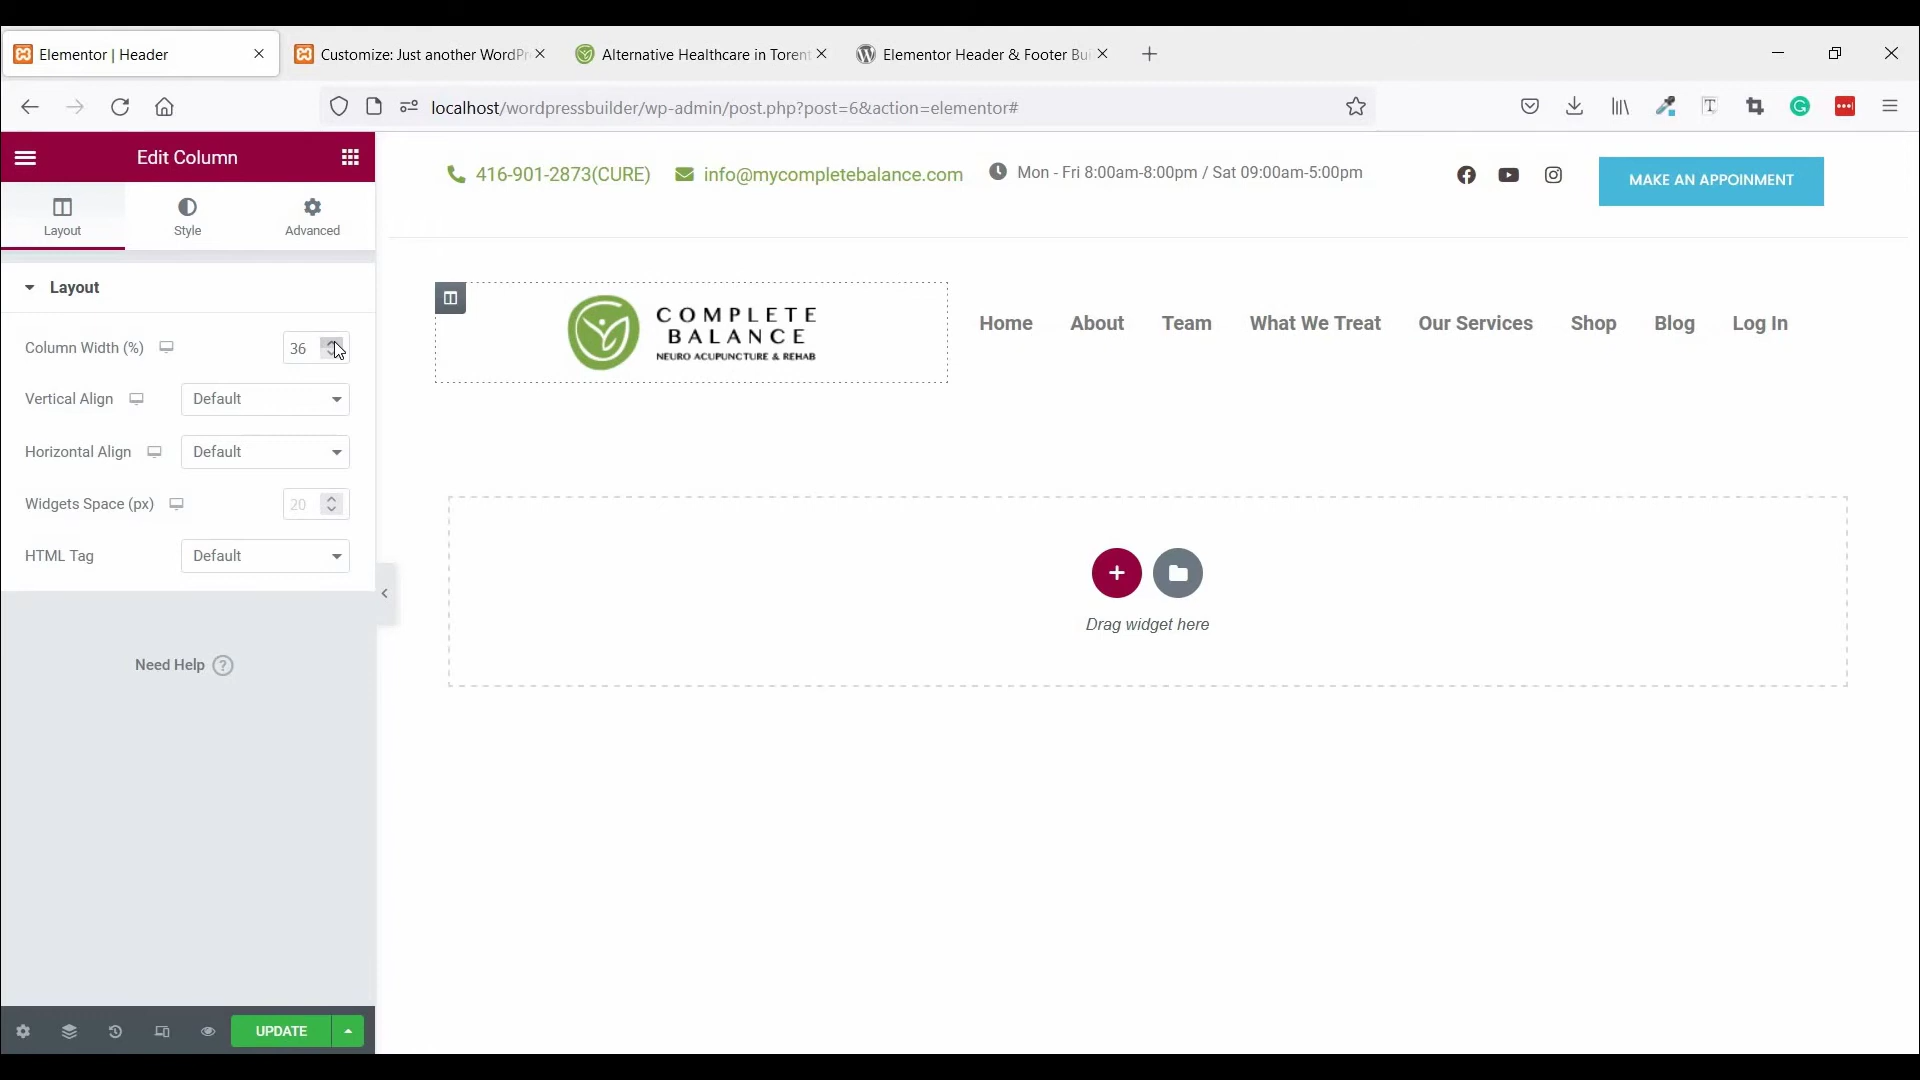 Elementor | Header
Customize: Just another WordPr
Alternative Healthcare in Toront
Elementor Header & Footer Bui
localhost/wordpressbuilder/wp-admin/post.php?post=6&action=elementor#
Edit Column
Layout
Style
Advanced
Layout
Column Width (%)
36
Vertical Align
Default
Horizontal Align
Default
Widgets Space (px)
20
HTML Tag
Default
Need Help ?
UPDATE
416-901-2873(CURE)
info@mycompletebalance.com
Mon - Fri 8:00am-8:00pm / Sat 09:00am-5:00pm
MAKE AN APPOINMENT
COMPLETE
BALANCE
NEURO ACUPUNCTURE & REHAB
Home
About
Team
What We Treat
Our Services
Shop
Blog
Log In
Drag widget here